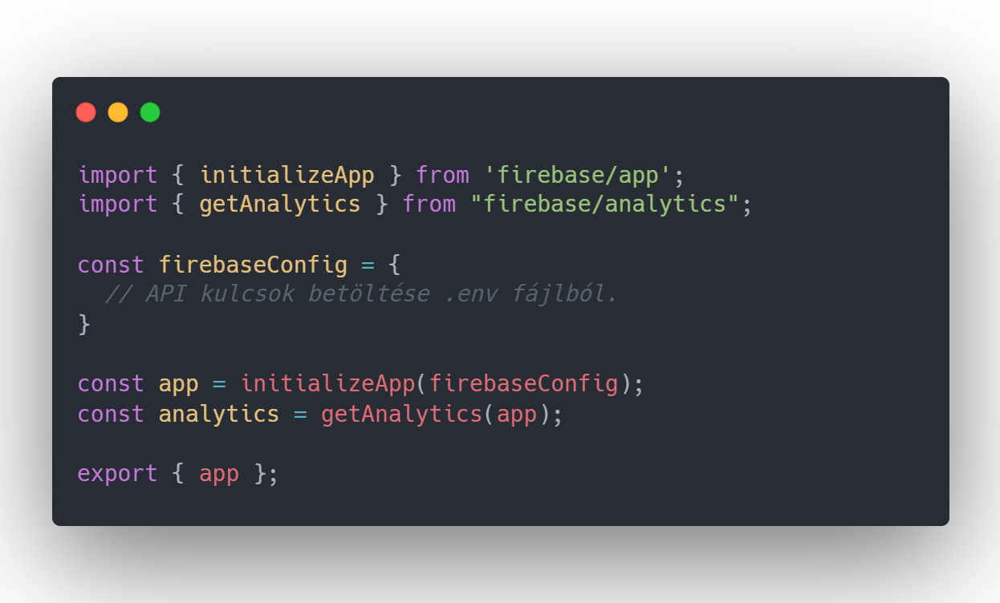 import { initializeApp } from 'firebase/app';
import { getAnalytics } from "firebase/analytics";
const firebaseConfig = {
// API kulcsok betöltése .env fájlból.
}
const app = initializeApp(firebaseConfig);
const analytics = getAnalytics(app);
export { app };